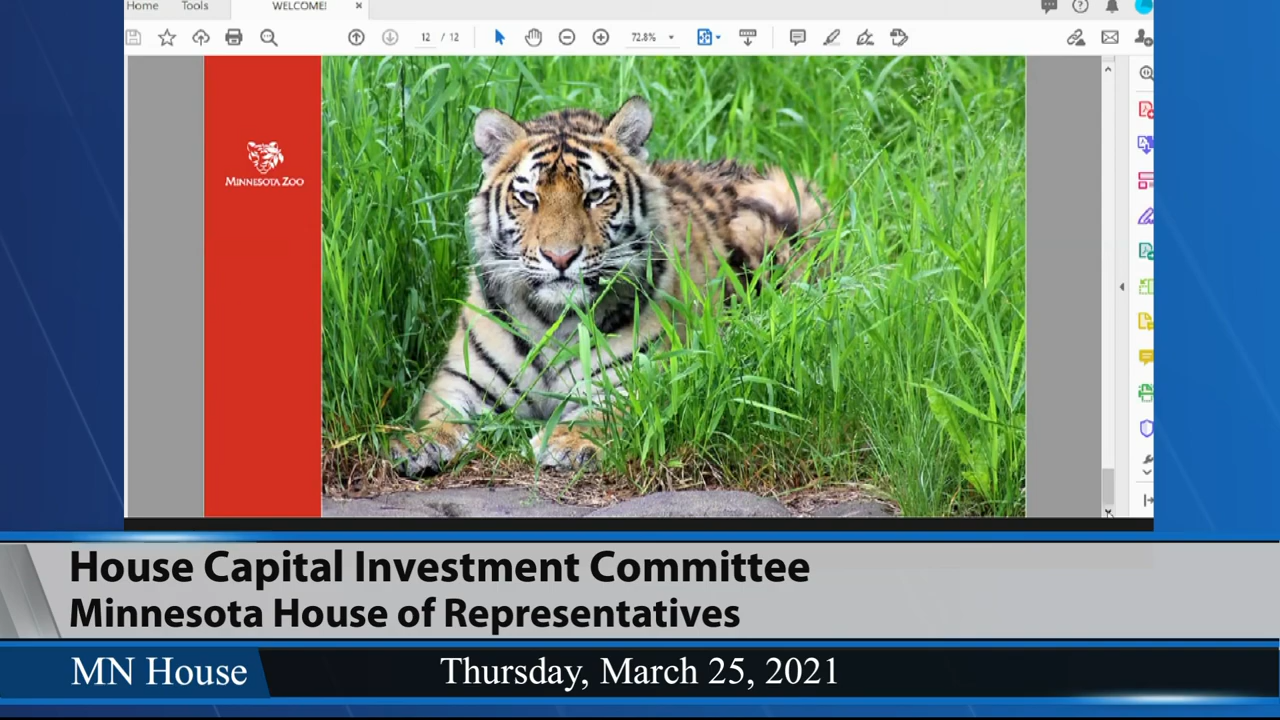 Home Tools WELCOME! ×
12 / 12 72.8%
MINNESOTA ZOO
House Capital Investment Committee
Minnesota House of Representatives
MN House Thursday, March 25, 2021